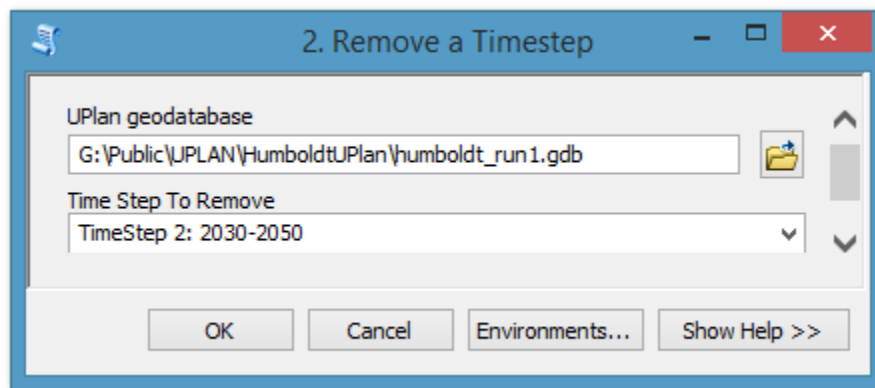 2. Remove a Timestep
UPlan geodatabase
G:\Public\UPLAN\HumboldtUPlan\humboldt_run1.gdb
Time Step To Remove
TimeStep 2: 2030-2050
OK Cancel Environments... Show Help >>